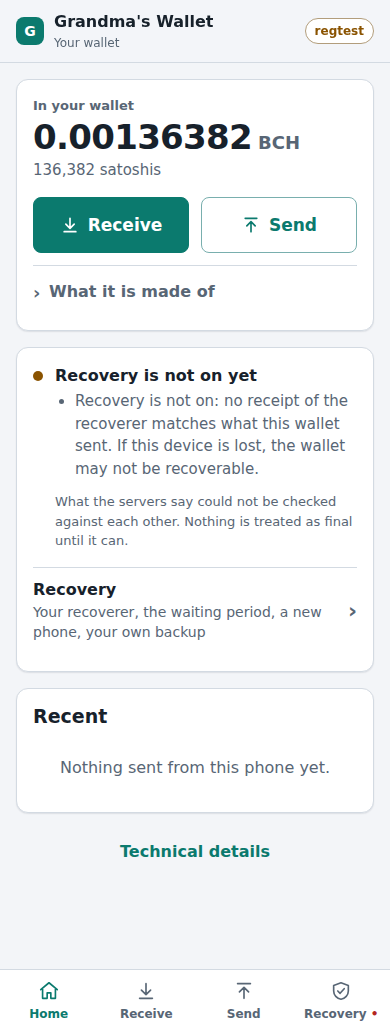 G
Grandma's Wallet
Your wallet
regtest
In your wallet
0.00136382 BCH
136,382 satoshis
Receive
Send
What it is made of
Recovery is not on yet
• Recovery is not on: no receipt of the
recoverer matches what this wallet
sent. If this device is lost, the wallet
may not be recoverable.
What the servers say could not be checked
against each other. Nothing is treated as final
until it can.
Recovery
Your recoverer, the waiting period, a new
phone, your own backup
Recent
Nothing sent from this phone yet.
Technical details
Home
Receive
Send
Recovery